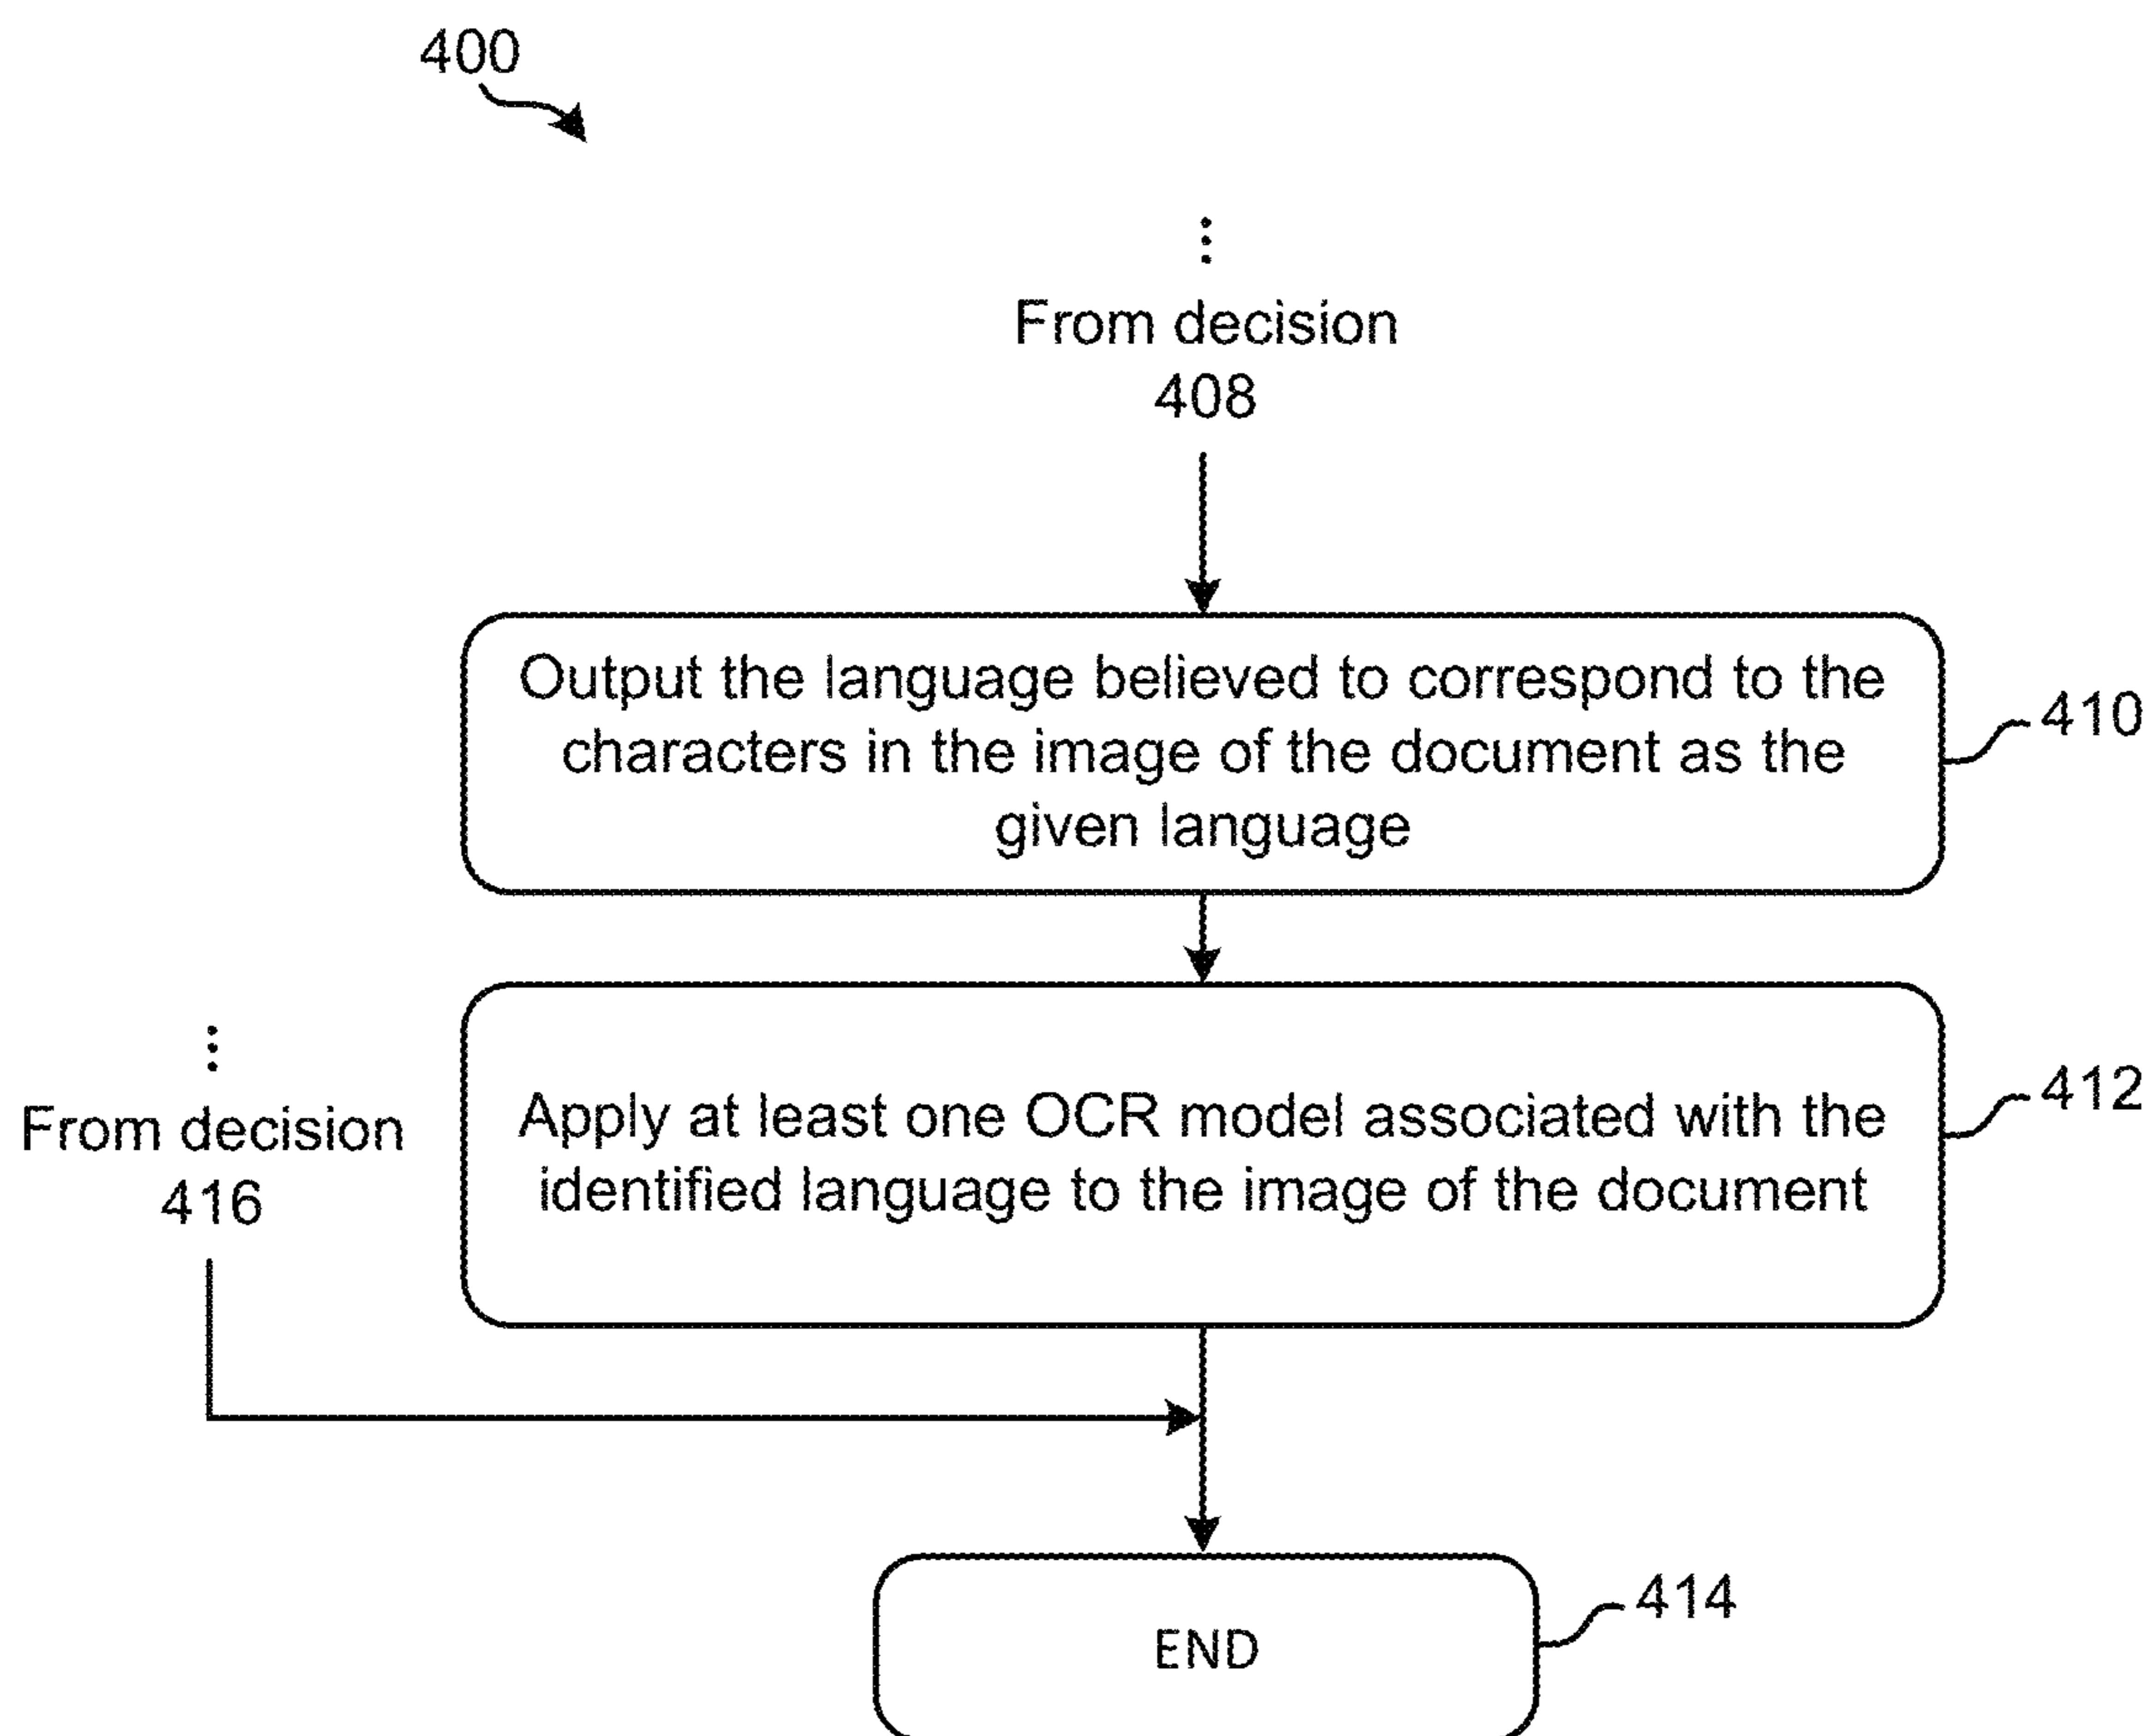 400
From decision
408
Output the language believed to correspond to the
characters in the image of the document as the
given language
410
Apply at least one OCR model associated with the
identified language to the image of the document
412
From decision
416
END
414